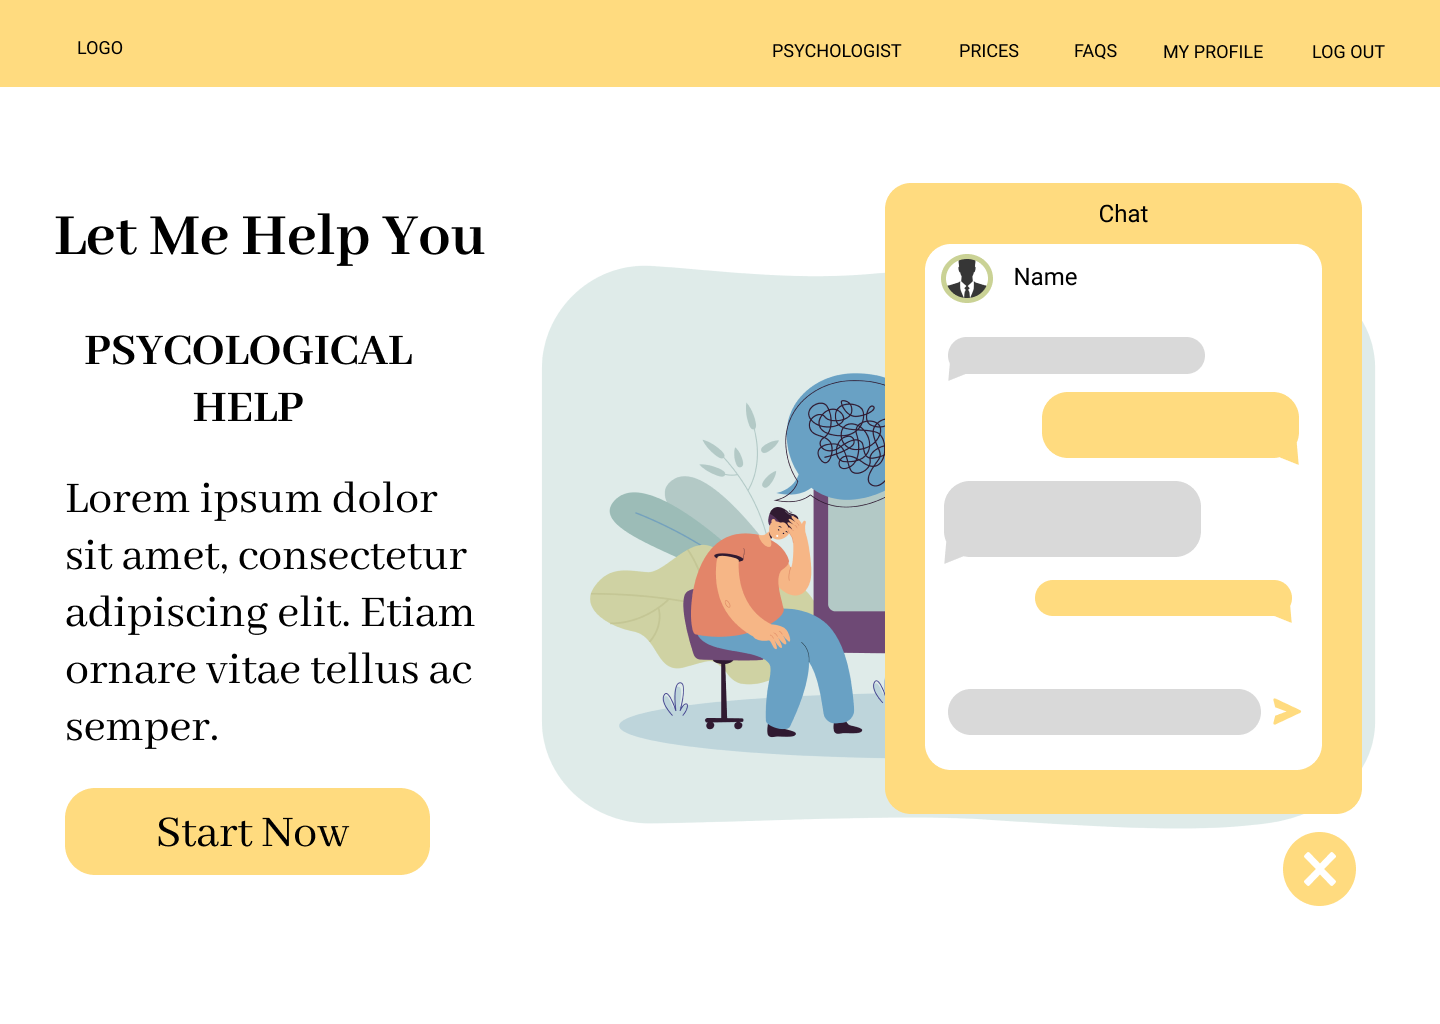 LOGO
PSYCHOLOGIST
PRICES
FAQS
MY PROFILE
LOG OUT
Let Me Help You
PSYCOLOGICAL
HELP
Lorem ipsum dolor
sit amet, consectetur
adipiscing elit. Etiam
ornare vitae tellus ac
semper.
Start Now
Chat
Name